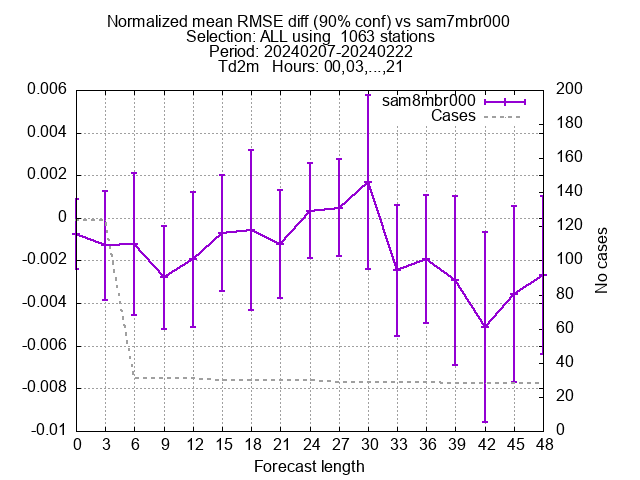 Normalized mean RMSE diff (90% conf) vs sam7mbr000
Selection: ALL using  1063 stations
Period: 20240207-20240222
Td2m   Hours: 00,03,...,21
sam8mbr000
Cases
0.006
0.004
0.002
0
-0.002
-0.004
-0.006
-0.008
-0.01
200
180
160
140
120
100
80
60
40
20
0
No cases
0 3 6 9 12 15 18 21 24 27 30 33 36 39 42 45 48
Forecast length